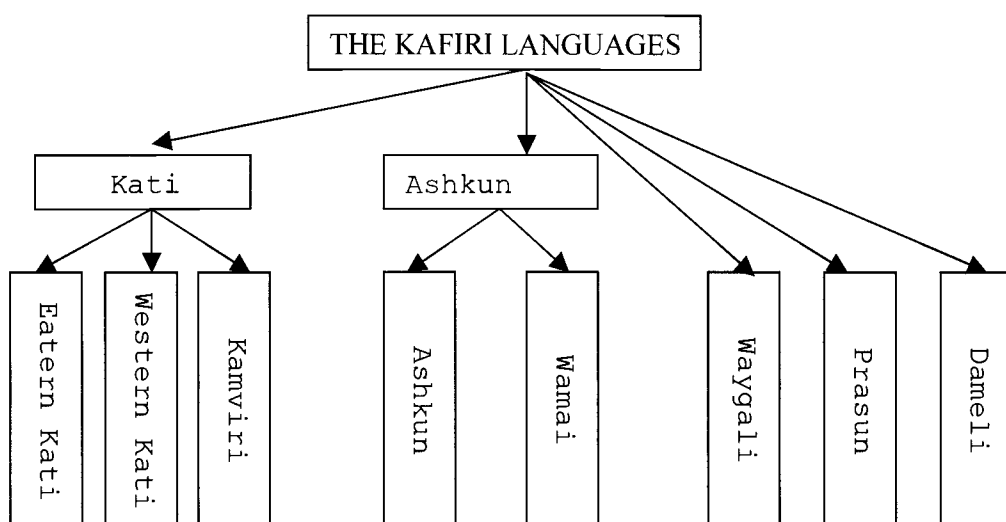 THE KAFIRI LANGUAGES
Kati
Ashkun
Eatern Kati
Western Kati
Kamviri
Ashkun
Wamai
Waygali
Prasun
Dameli